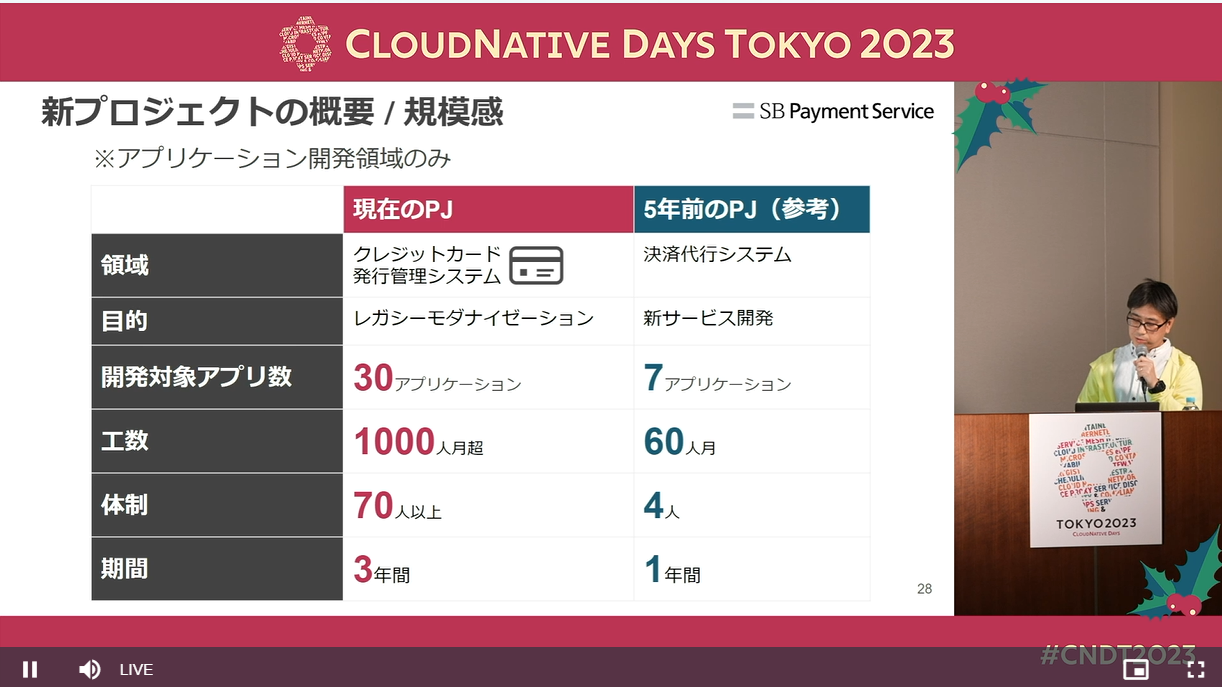 CLOUDNATIVE DAYS TOKYO 2023
新プロジェクトの概要 / 規模感
SB Payment Service
※アプリケーション開発領域のみ
現在のPJ
5年前のPJ（参考）
領域
クレジットカード
発行管理システム
決済代行システム
目的
レガシーモダナイゼーション
新サービス開発
開発対象アプリ数
30アプリケーション
7アプリケーション
工数
1000人月超
60人月
体制
70人以上
4人
期間
3年間
1年間
28
TOKYO2023
CLOUDNATIVE DAYS
#CNDT2023
LIVE